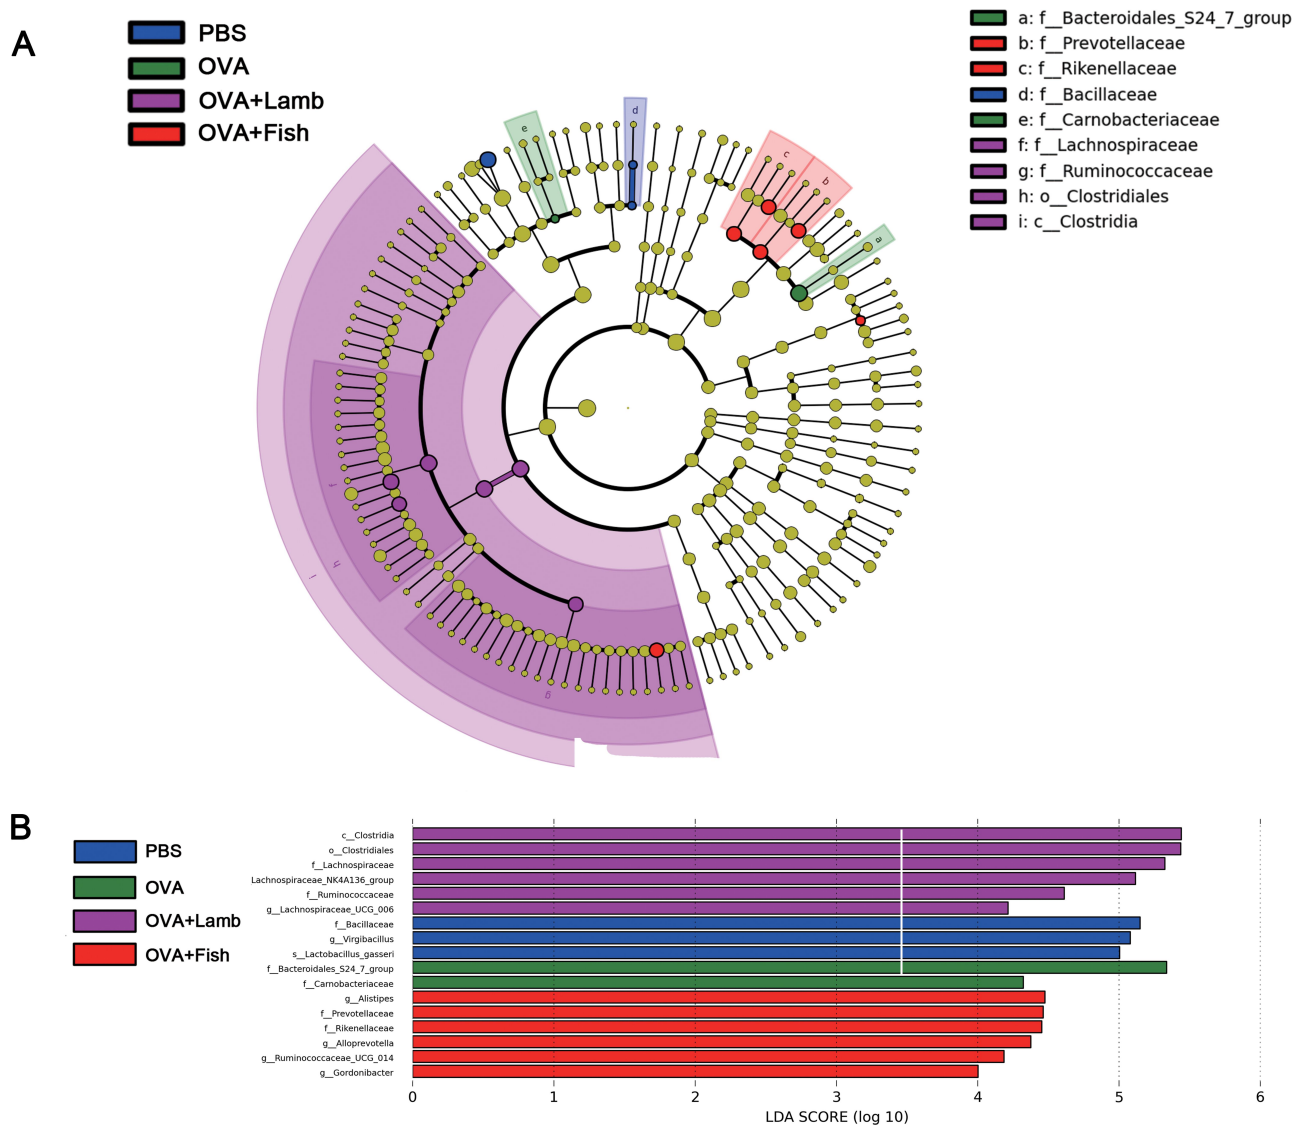 A
PBS
OVA
OVA+Lamb
OVA+Fish
a: f__Bacteroidales_S24_7_group
b: f__Prevotellaceae
c: f__Rikenellaceae
d: f__Bacillaceae
e: f__Carnobacteriaceae
f: f__Lachnospiraceae
g: f__Ruminococcaceae
h: o__Clostridiales
i: c__Clostridia
e
d
c
b
a
f
h
i
g
B
PBS
OVA
OVA+Lamb
OVA+Fish
c__Clostridia
o__Clostridiales
f__Lachnospiraceae
Lachnospiraceae_NK4A136_group
f__Ruminococcaceae
g__Lachnospiraceae_UCG_006
f__Bacillaceae
g__Virgibacillus
s__Lactobacillus_gasseri
f__Bacteroidales_S24_7_group
f__Carnobacteriaceae
g__Alistipes
f__Prevotellaceae
f__Rikenellaceae
g__Alloprevotella
g__Ruminococcaceae_UCG_014
g__Gordonibacter
0 1 2 3 4 5 6
LDA SCORE (log 10)